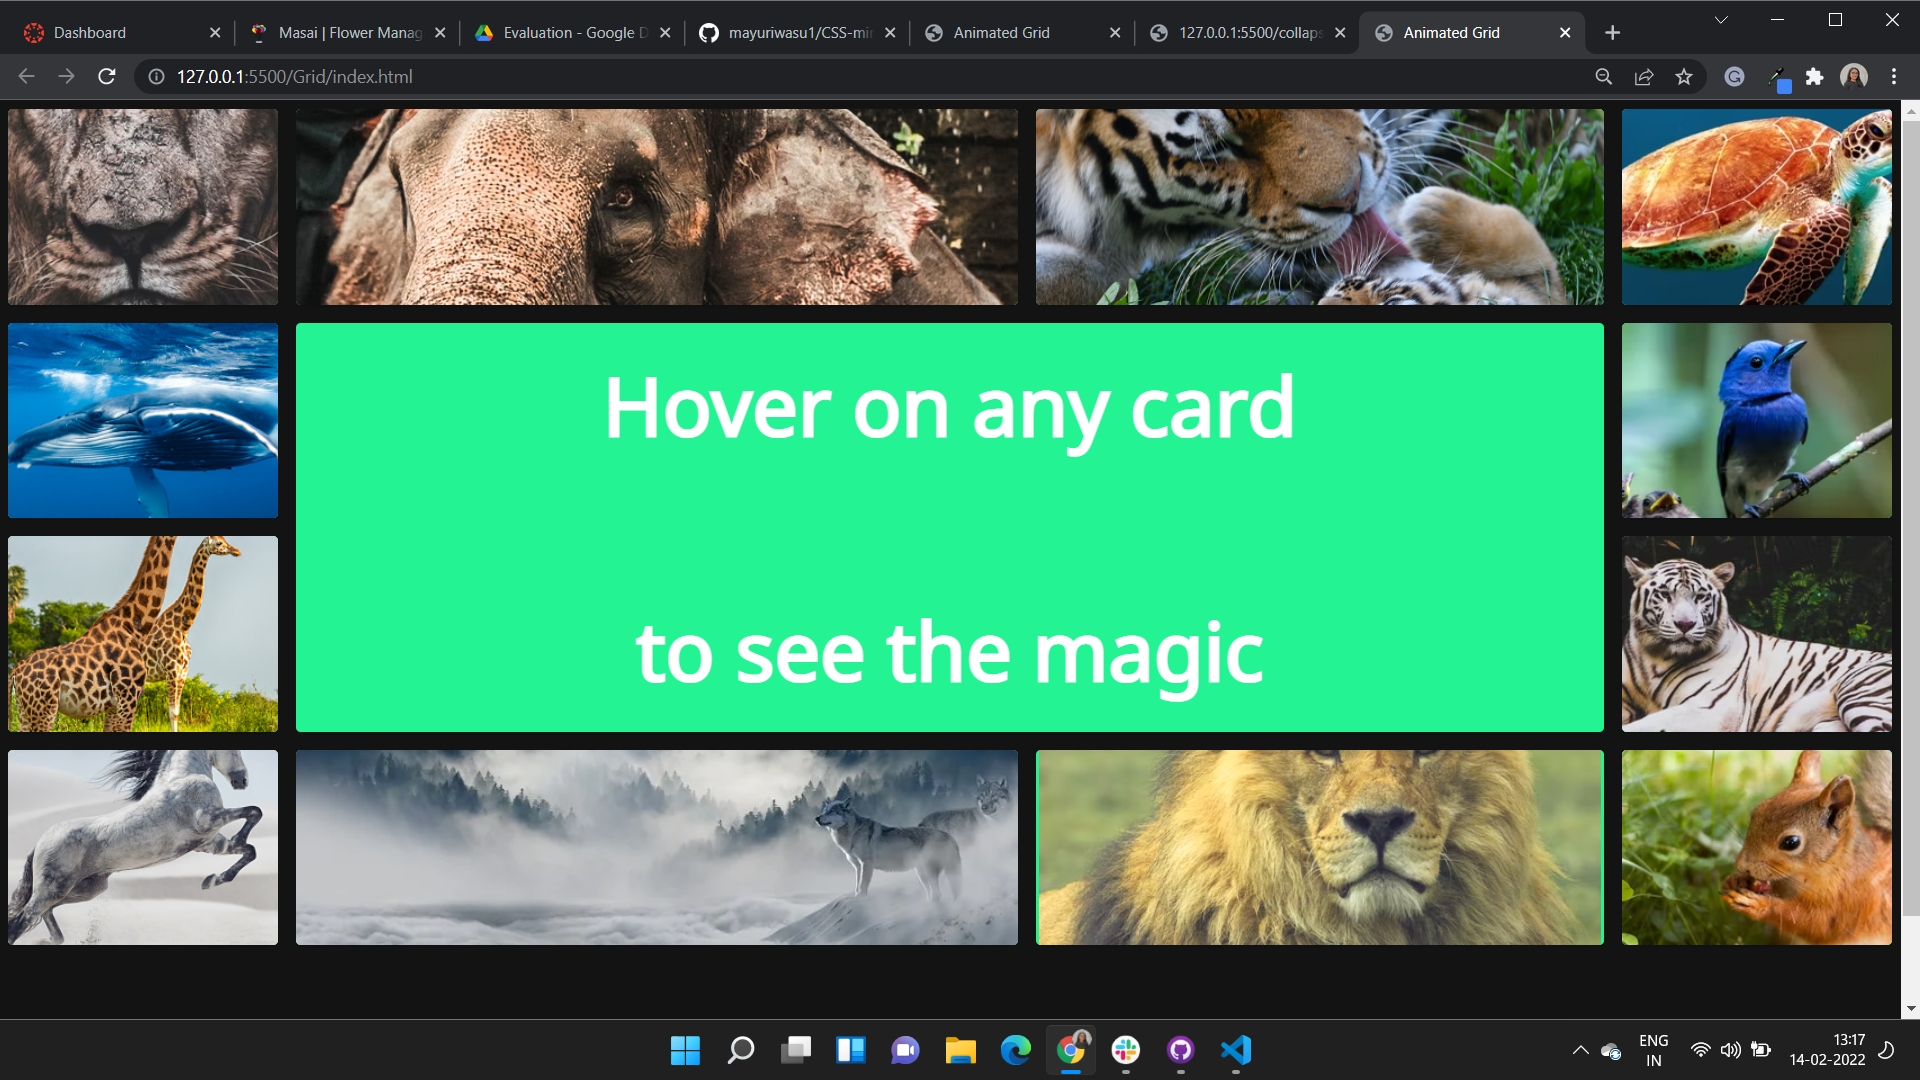 Dashboard
Masai | Flower Manag
Evaluation - Google D
mayuriwasu1/CSS-mir
Animated Grid
127.0.0.1:5500/collaps
Animated Grid
127.0.0.1:5500/Grid/index.html
Hover on any card
to see the magic
ENG
IN
13:17
14-02-2022